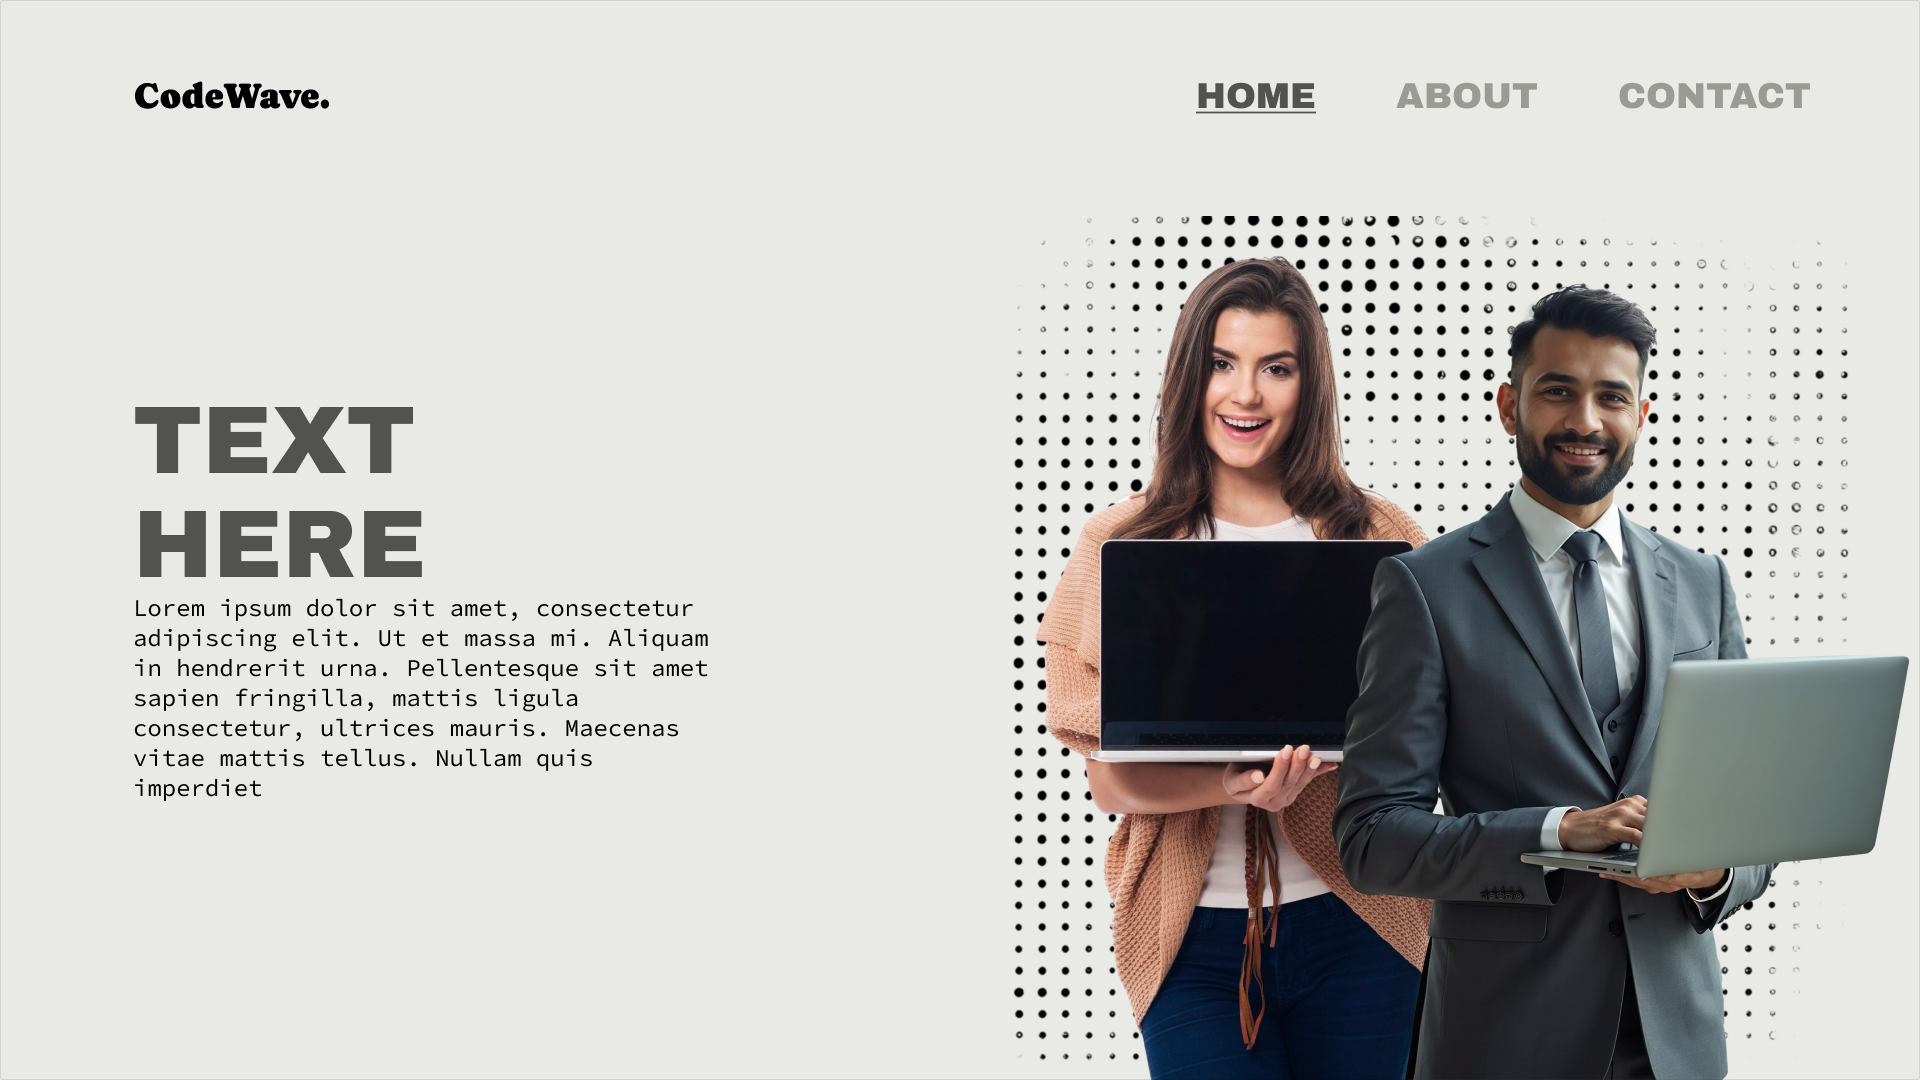 CodeWave.
HOME ABOUT CONTACT
TEXT
HERE
Lorem ipsum dolor sit amet, consectetur
adipiscing elit. Ut et massa mi. Aliquam
in hendrerit urna. Pellentesque sit amet
sapien fringilla, mattis ligula
consectetur, ultrices mauris. Maecenas
vitae mattis tellus. Nullam quis
imperdiet